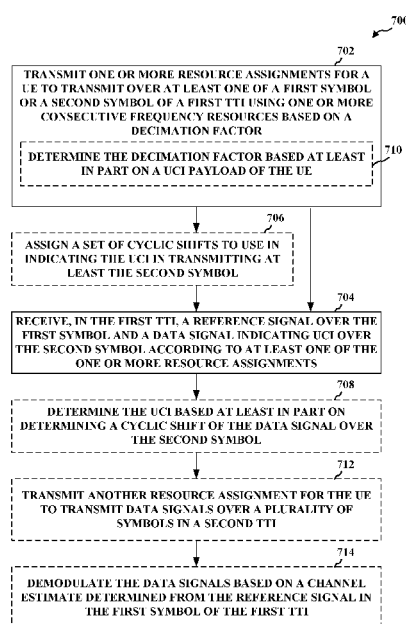 700
702
TRANSMIT ONE OR MORE RESOURCE ASSIGNMENTS FOR A
UE TO TRANSMIT OVER AT LEAST ONE OF A FIRST SYMBOL
OR A SECOND SYMBOL OF A FIRST TTI USING ONE OR MORE
CONSECUTIVE FREQUENCY RESOURCES BASED ON A
DECIMATION FACTOR
710
DETERMINE THE DECIMATION FACTOR BASED AT LEAST
IN PART ON A UCI PAYLOAD OF THE UE
706
ASSIGN A SET OF CYCLIC SHIFTS TO USE IN
INDICATING THE UCI IN TRANSMITTING AT
LEAST THE SECOND SYMBOL
704
RECEIVE, IN THE FIRST TTI, A REFERENCE SIGNAL OVER THE
FIRST SYMBOL AND A DATA SIGNAL INDICATING UCI OVER
THE SECOND SYMBOL ACCORDING TO AT LEAST ONE OF THE
ONE OR MORE RESOURCE ASSIGNMENTS
708
DETERMINE THE UCI BASED AT LEAST IN PART ON
DETERMINING A CYCLIC SHIFT OF THE DATA SIGNAL OVER
THE SECOND SYMBOL
712
TRANSMIT ANOTHER RESOURCE ASSIGNMENT FOR THE UE
TO TRANSMIT DATA SIGNALS OVER A PLURALITY OF
SYMBOLS IN A SECOND TTI
714
DEMODULATE THE DATA SIGNALS BASED ON A CHANNEL
ESTIMATE DETERMINED FROM THE REFERENCE SIGNAL IN
THE FIRST SYMBOL OF THE FIRST TTI